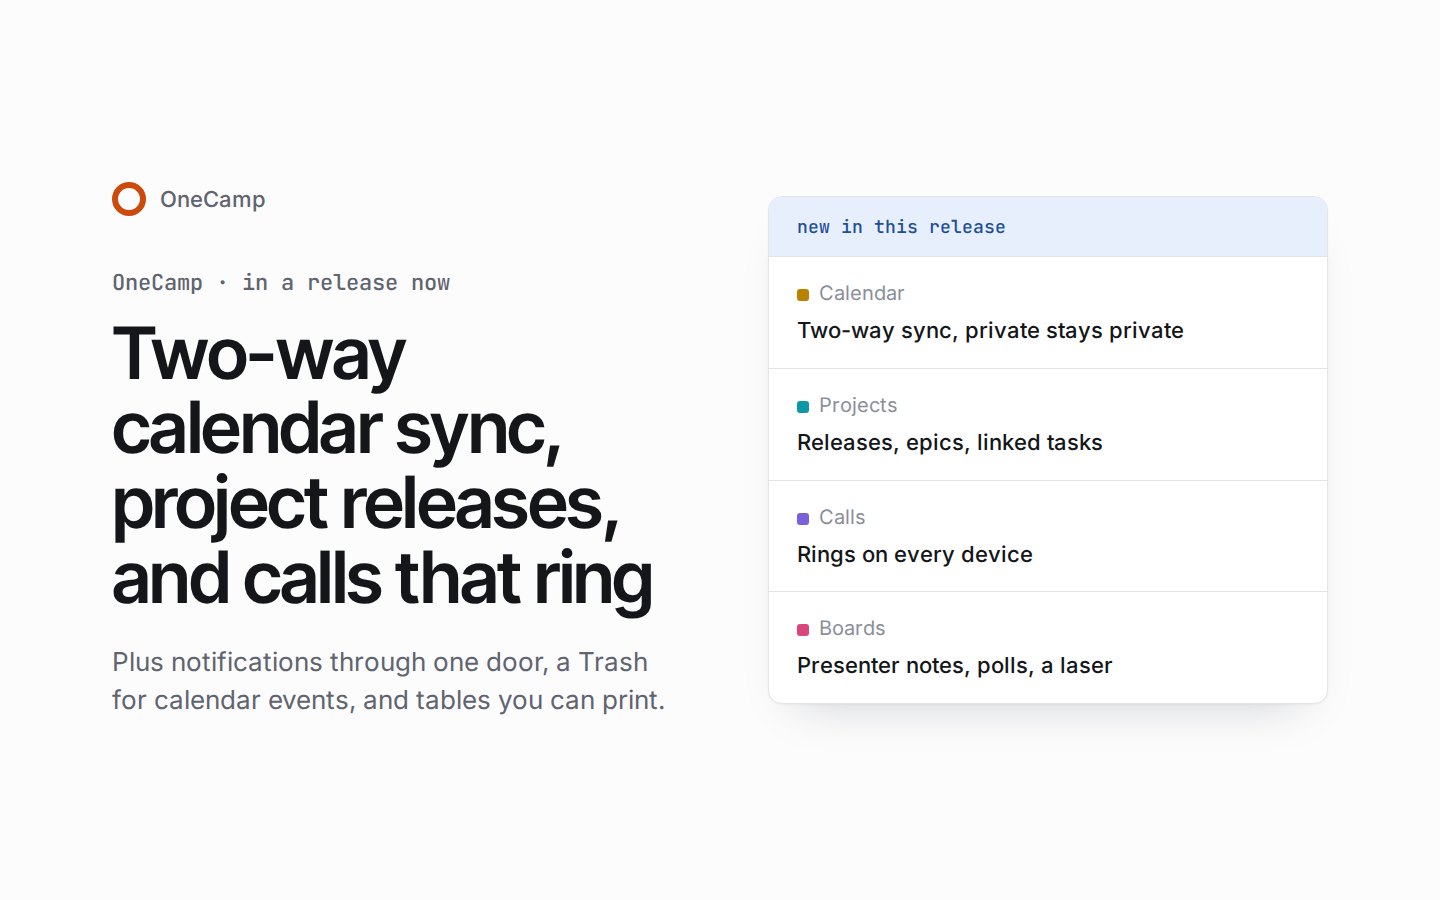 OneCamp
OneCamp · in a release now
Two-way
calendar sync,
project releases,
and calls that ring
Plus notifications through one door, a Trash
for calendar events, and tables you can print.
new in this release
Calendar
Two-way sync, private stays private
Projects
Releases, epics, linked tasks
Calls
Rings on every device
Boards
Presenter notes, polls, a laser